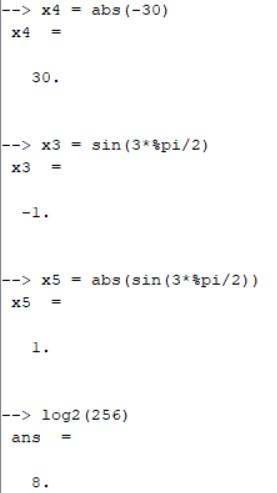 --> x4 = abs(-30)
x4  =
30.
--> x3 = sin(3*%pi/2)
x3  =
-1.
--> x5 = abs(sin(3*%pi/2))
x5  =
1.
--> log2(256)
ans  =
8.